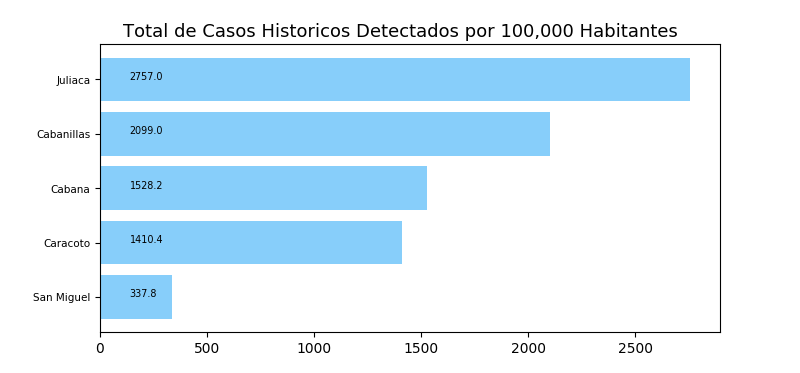 Total de Casos Historicos Detectados por 100,000 Habitantes
Juliaca 2757.0
Cabanillas 2099.0
Cabana 1528.2
Caracoto 1410.4
San Miguel 337.8
0 500 1000 1500 2000 2500